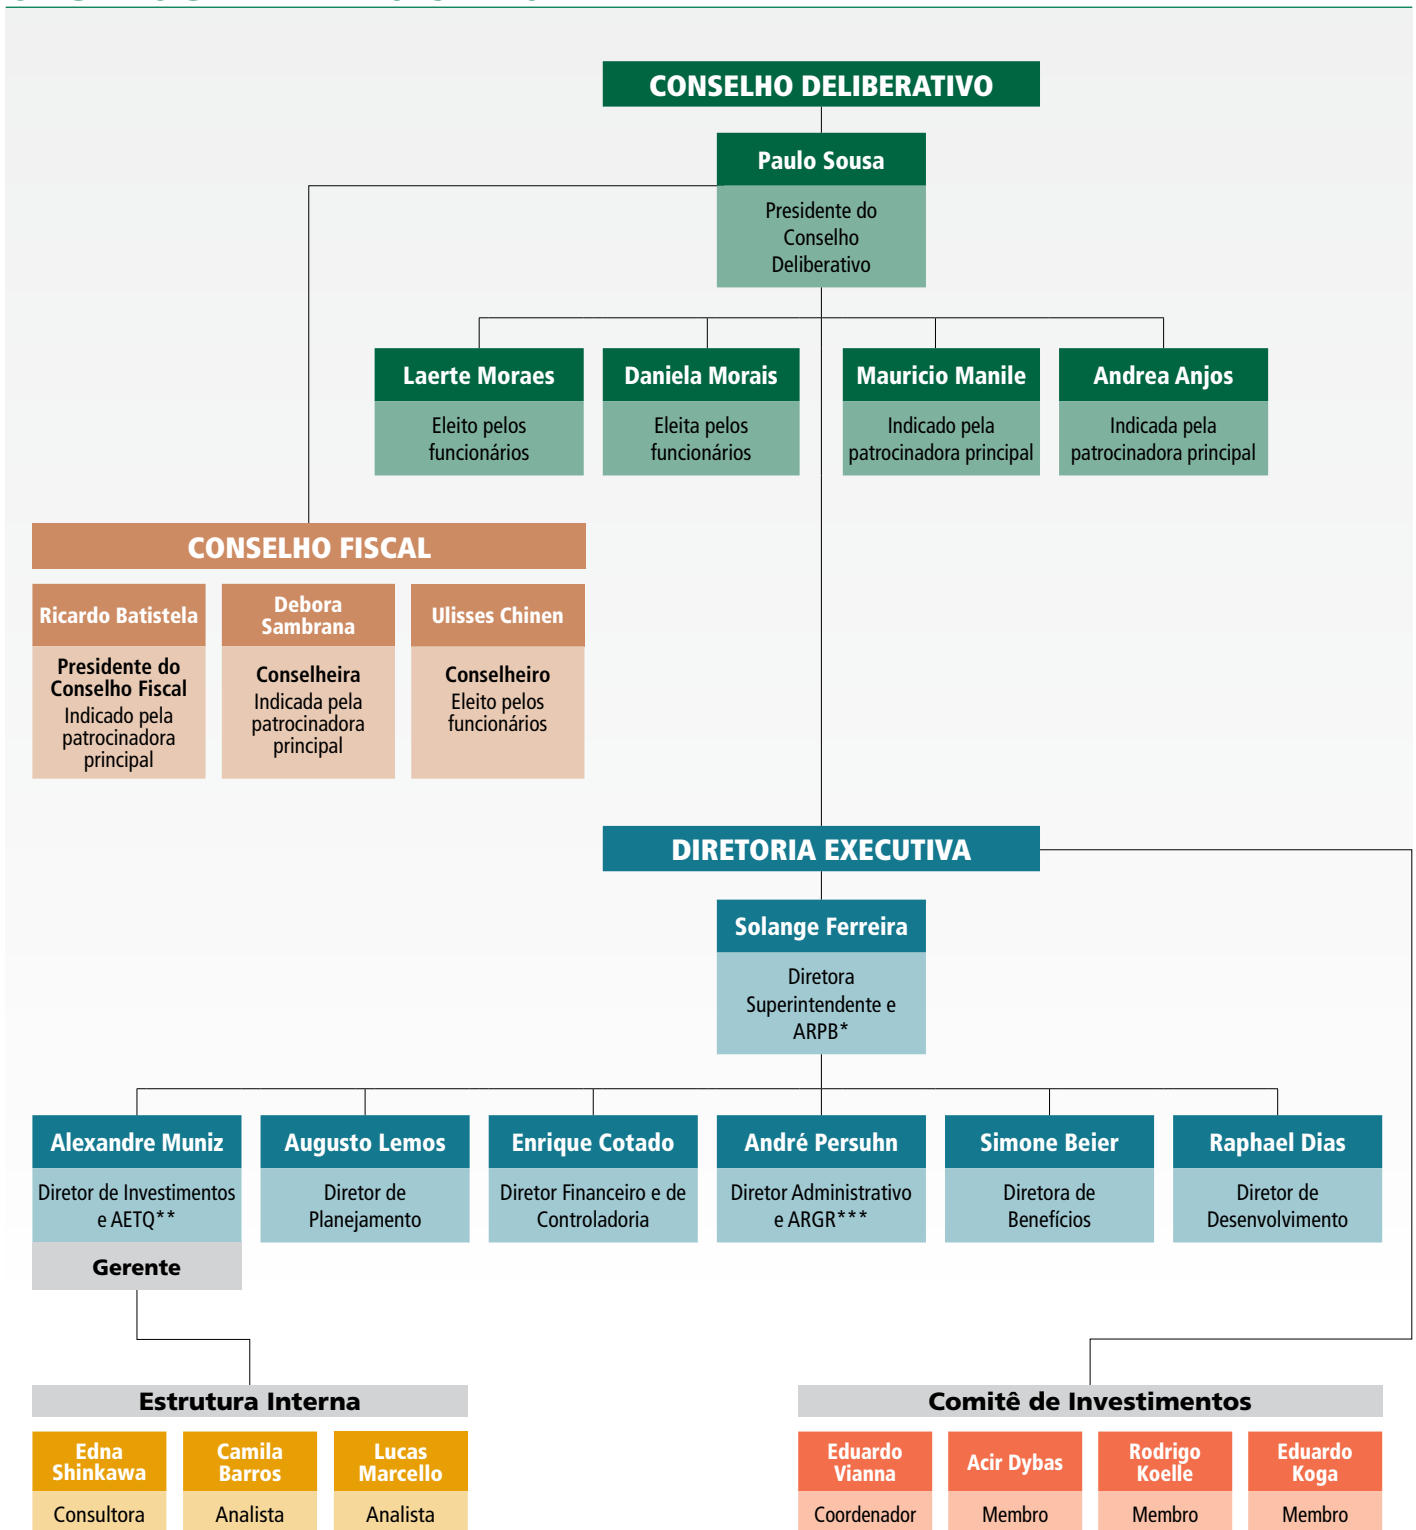 CONSELHO DELIBERATIVO
Paulo Sousa
Presidente do
Conselho
Deliberativo
Laerte Moraes
Eleito pelos
funcionários
Daniela Morais
Eleita pelos
funcionários
Mauricio Manile
Indicado pela
patrocinadora principal
Andrea Anjos
Indicada pela
patrocinadora principal
CONSELHO FISCAL
Ricardo Batistela
Presidente do
Conselho Fiscal
Indicado pela
patrocinadora
principal
Debora
Sambrana
Conselheira
Indicada pela
patrocinadora
principal
Ulisses Chinen
Conselheiro
Eleito pelos
funcionários
DIRETORIA EXECUTIVA
Solange Ferreira
Diretora
Superintendente e
ARPB*
Alexandre Muniz
Diretor de Investimentos
e AETQ**
Gerente
Augusto Lemos
Diretor de
Planejamento
Enrique Cotado
Diretor Financeiro e de
Controladoria
André Persuhn
Diretor Administrativo
e ARGR***
Simone Beier
Diretora de
Benefícios
Raphael Dias
Diretor de
Desenvolvimento
Estrutura Interna
Edna
Shinkawa
Consultora
Camila
Barros
Analista
Lucas
Marcello
Analista
Comitê de Investimentos
Eduardo
Vianna
Coordenador
Acir Dybas
Membro
Rodrigo
Koelle
Membro
Eduardo
Koga
Membro